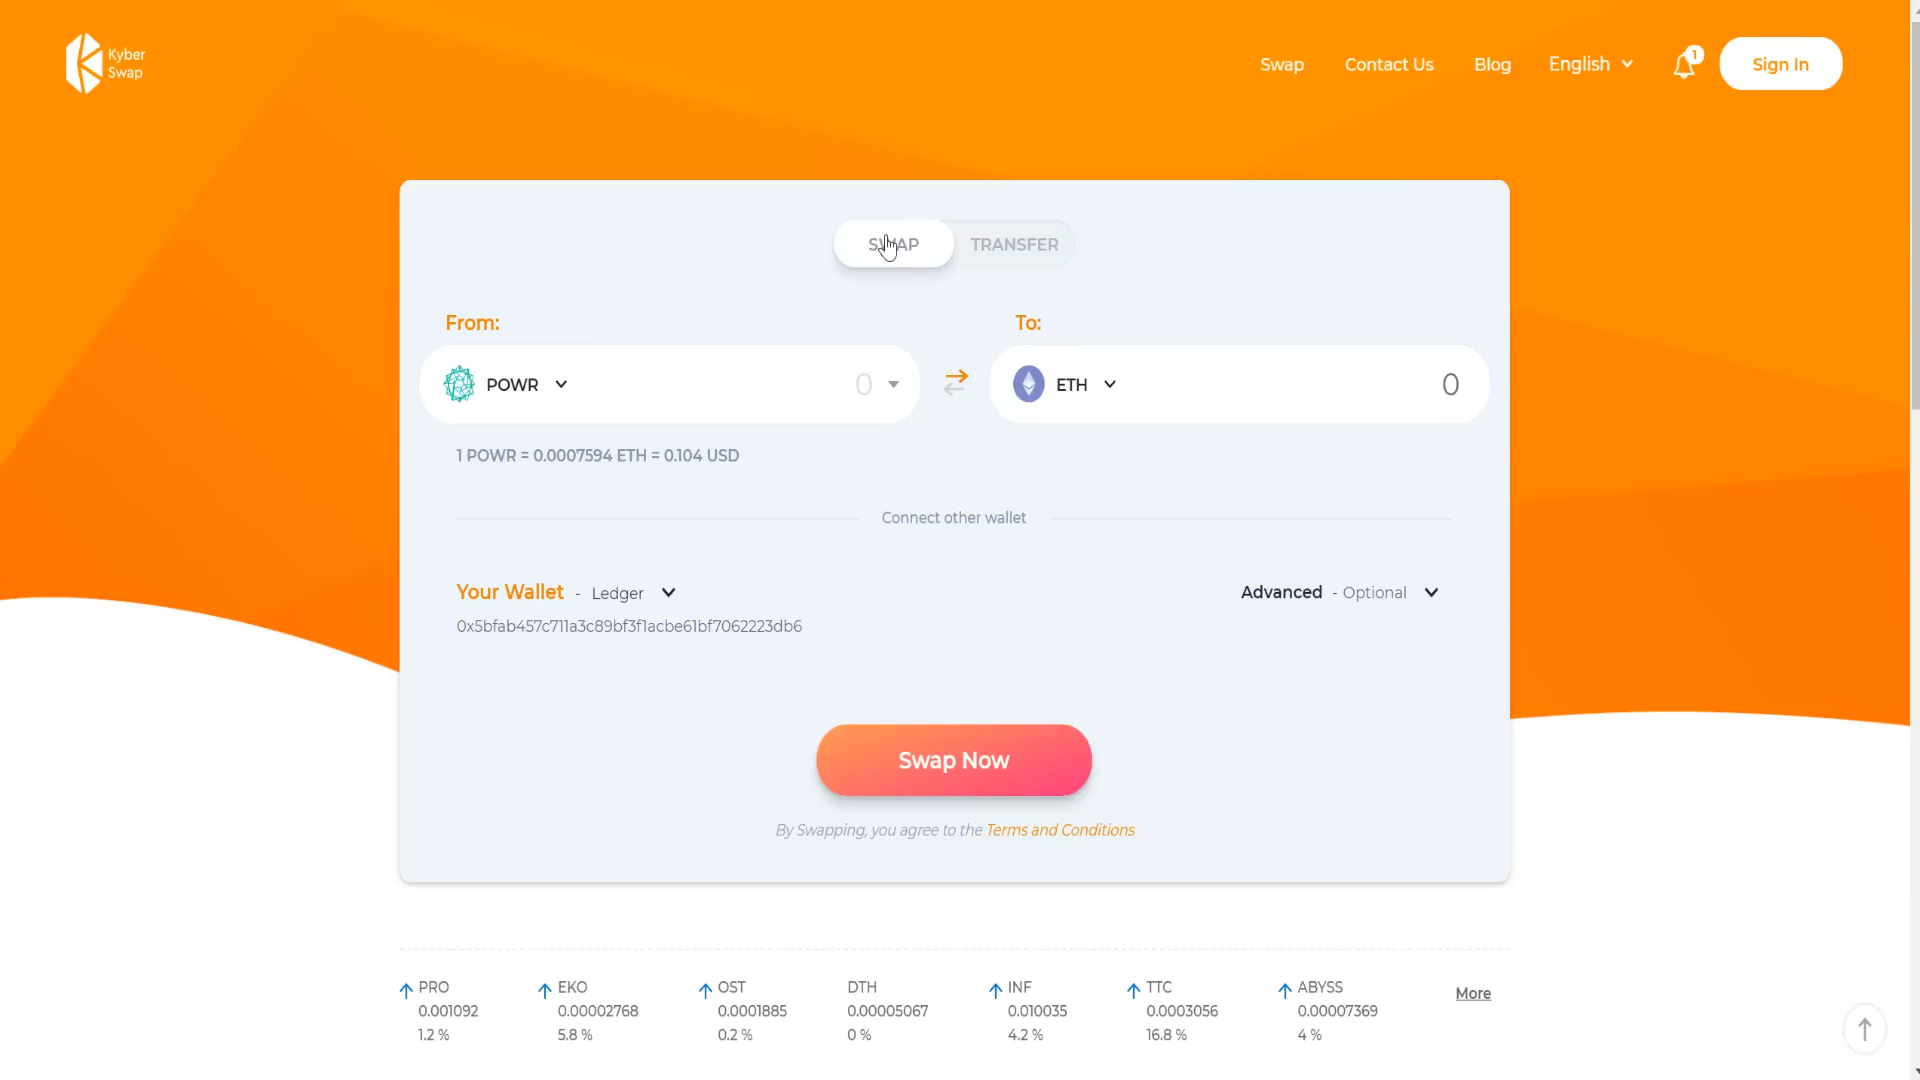 Kyber
Swap
Swap Contact Us Blog English 1 Sign In
SWAP TRANSFER
From: To:
POWR 0 ETH 0
1 POWR = 0.0007594 ETH = 0.104 USD
Connect other wallet
Your Wallet - Ledger Advanced - Optional
0x5bfab457c711a3c89bf3f1acbe61bf7062223db6
Swap Now
By Swapping, you agree to the Terms and Conditions
PRO EKO OST DTH INF TTC ABYSS More
0.001092 0.00002768 0.0001885 0.00005067 0.010035 0.0003056 0.00007369
1.2 % 5.8 % 0.2 % 0 % 4.2 % 16.8 % 4 %